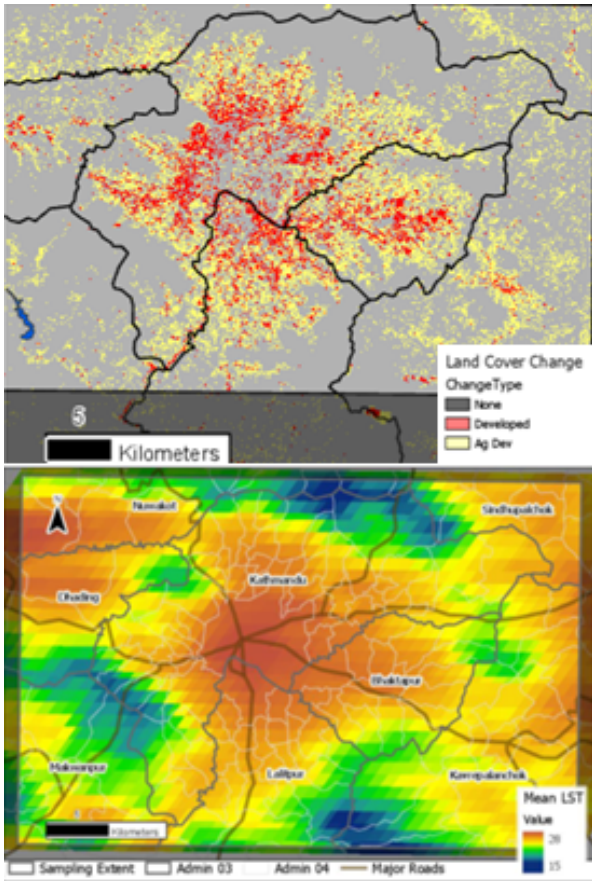 Land Cover Change
ChangeType
None
Developed
Ag Dev
5
Kilometers
Nuwakot
Sindhupalchok
Kathmandu
Dhading
Bhaktapur
Makwanpur
Lalitpur
Kavrepalanchok
Mean LST
Value
28
15
Kilometers
Sampling Extent Admin 03 Admin 04 Major Roads